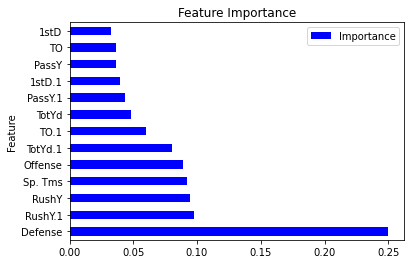 Feature Importance
Importance
Feature
1stD
TO
PassY
1stD.1
PassY.1
TotYd
TO.1
TotYd.1
Offense
Sp. Tms
RushY
RushY.1
Defense
0.00 0.05 0.10 0.15 0.20 0.25